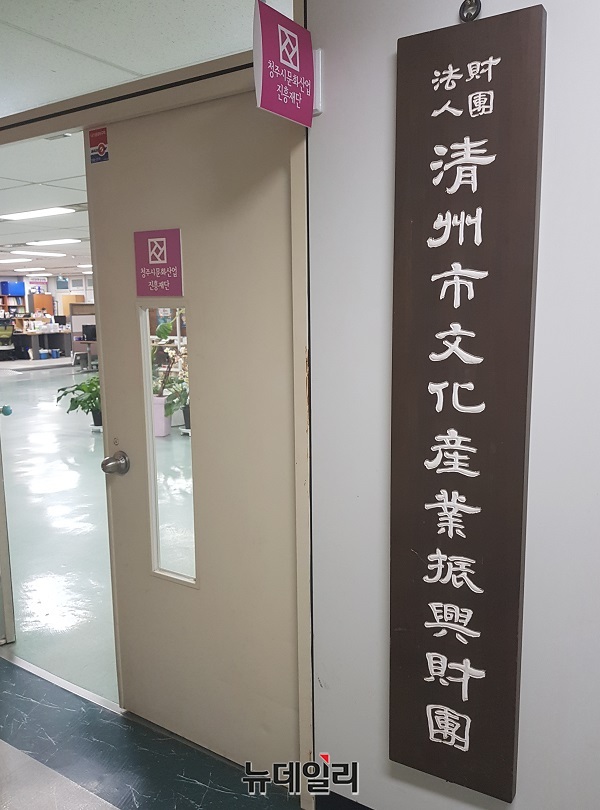 청주시문화산업
진흥재단
청주시문화산업
진흥재단
財團
法人
清州市文化産業振興財團
뉴데일리